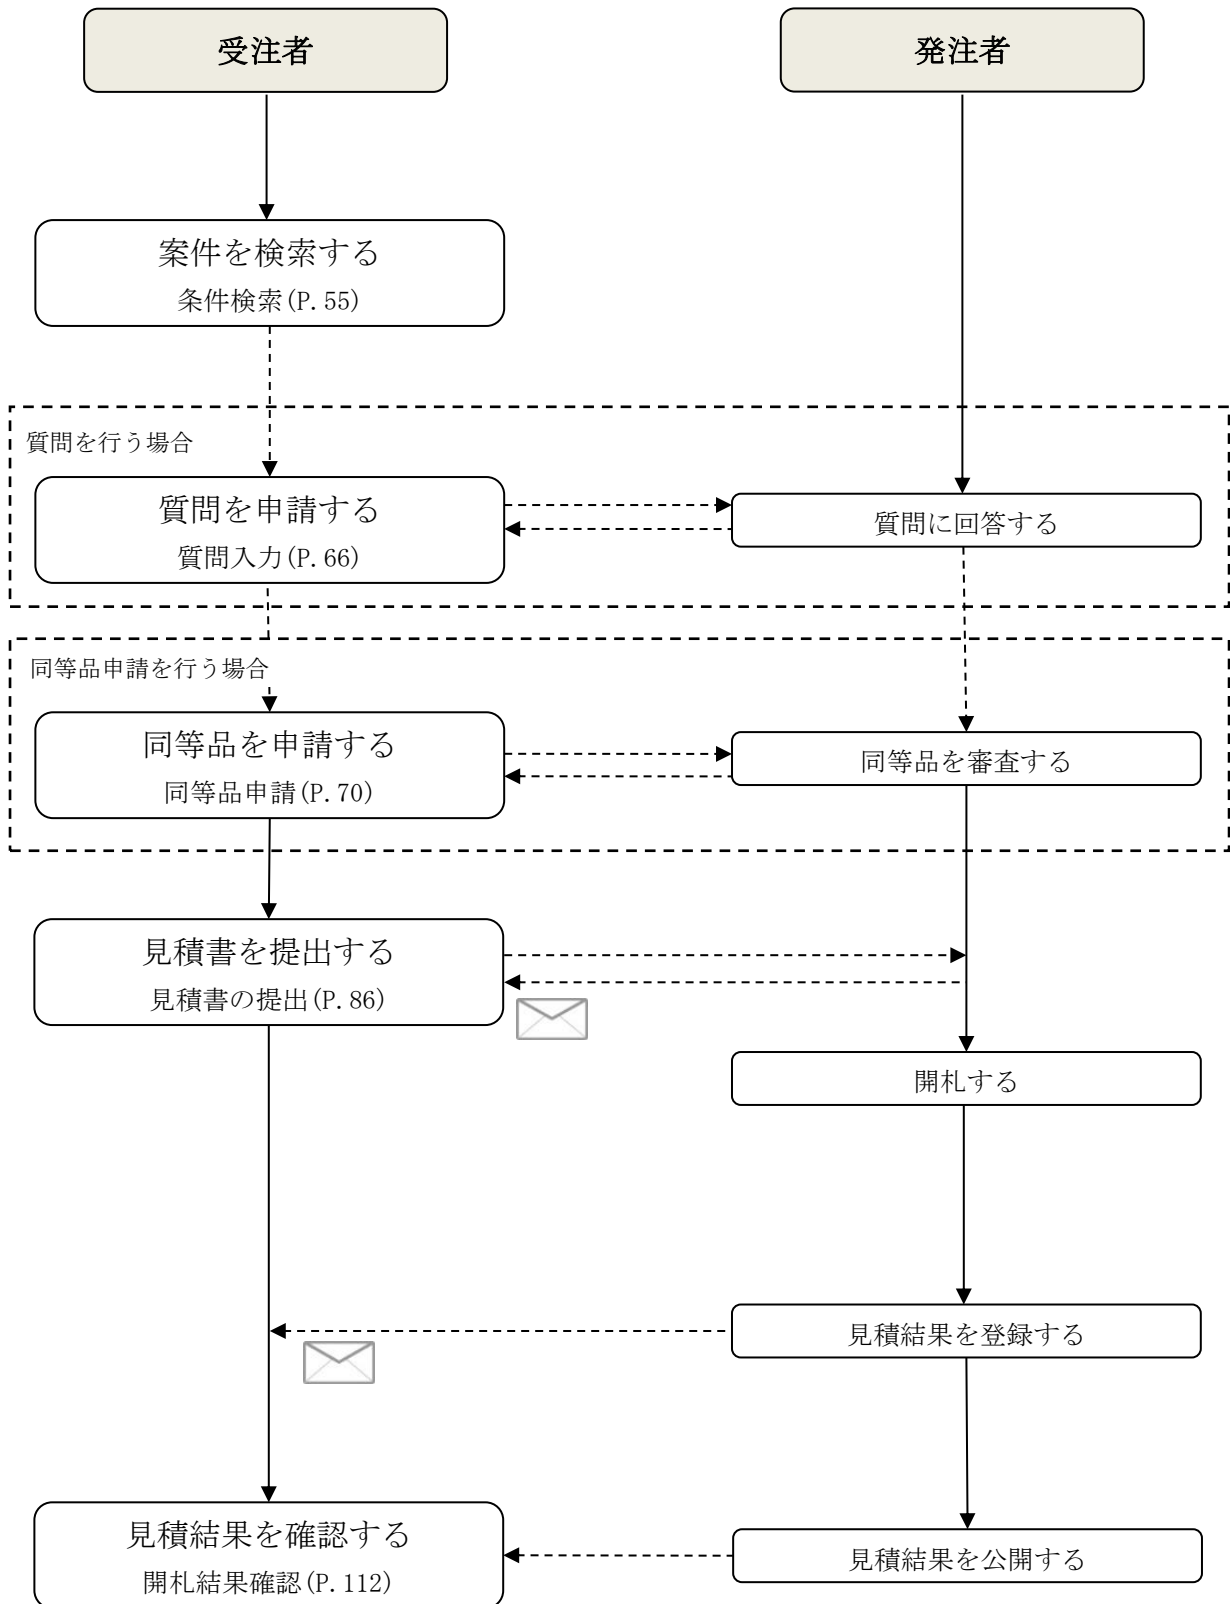 受注者
発注者
案件を検索する
条件検索(P.55)
質問を行う場合
質問を申請する
質問入力(P.66)
質問に回答する
同等品申請を行う場合
同等品を申請する
同等品申請(P.70)
同等品を審査する
見積書を提出する
見積書の提出(P.86)
開札する
見積結果を登録する
見積結果を確認する
開札結果確認(P.112)
見積結果を公開する